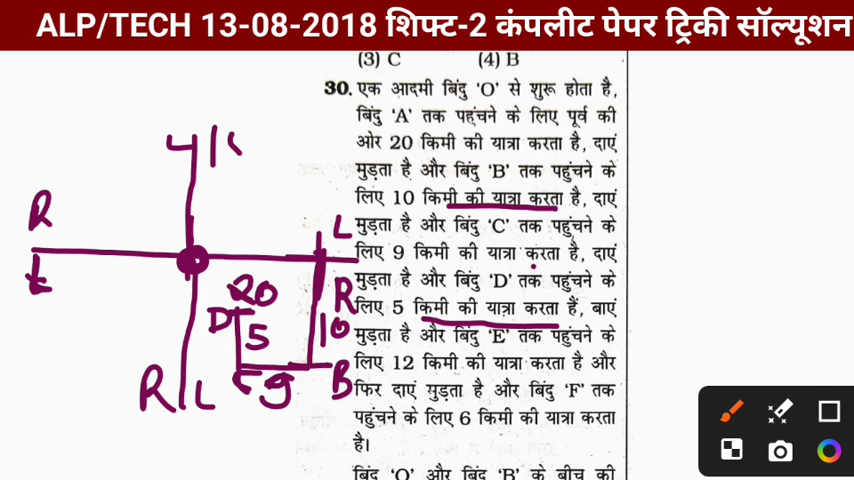 ALP/TECH 13-08-2018 शिफ्ट-2 कंपलीट पेपर ट्रिकी सॉल्यूशन
(3) C (4) B
30. एक आदमी बिंदु 'O' से शुरू होता है,
बिंदु 'A' तक पहुंचने के लिए पूर्व की
ओर 20 किमी की यात्रा करता है, दाएं
मुड़ता है और बिंदु 'B' तक पहुंचने के
लिए 10 किमी की यात्रा करता है, दाएं
मुड़ता है और बिंदु 'C' तक पहुंचने के
लिए 9 किमी की यात्रा करता है, दाएं
मुड़ता है और बिंदु 'D' तक पहुंचने के
लिए 5 किमी की यात्रा करता हैं, बाएं
मुड़ता है और बिंदु 'E' तक पहुंचने के
लिए 12 किमी की यात्रा करता है और
फिर दाएं मुड़ता है और बिंदु 'F' तक
पहुंचने के लिए 6 किमी की यात्रा करता
है।
बिंदु 'O' और बिंदु 'B' के बीच की
R
L
20
R
D
5
10
9
B
R L